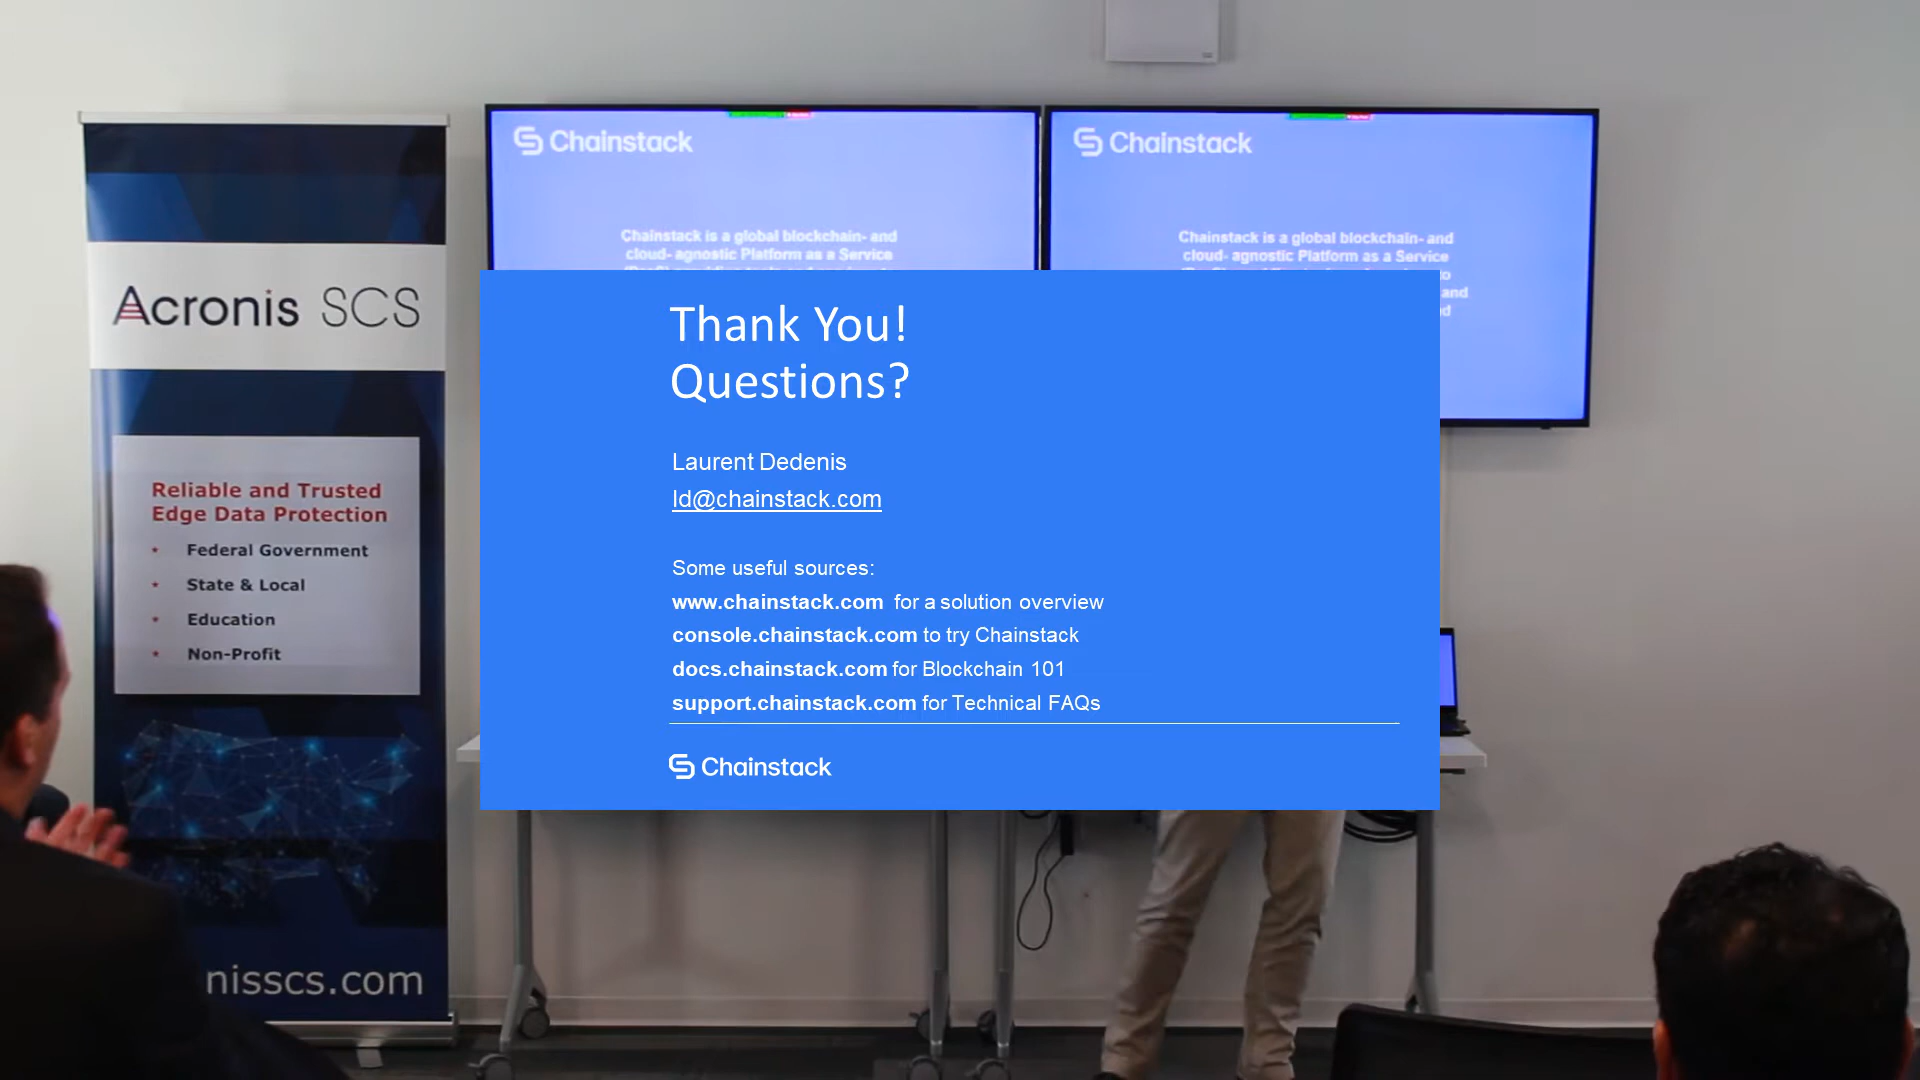 Chainstack
Chainstack is a global blockchain- and
cloud- agnostic Platform as a Service
Chainstack
Chainstack is a global blockchain- and
cloud- agnostic Platform as a Service
to
and
Acronis SCS
Reliable and Trusted
Edge Data Protection
• Federal Government
• State & Local
• Education
• Non-Profit
nisscs.com
Thank You!
Questions?
Laurent Dedenis
ld@chainstack.com
Some useful sources:
www.chainstack.com for a solution overview
console.chainstack.com to try Chainstack
docs.chainstack.com for Blockchain 101
support.chainstack.com for Technical FAQs
Chainstack